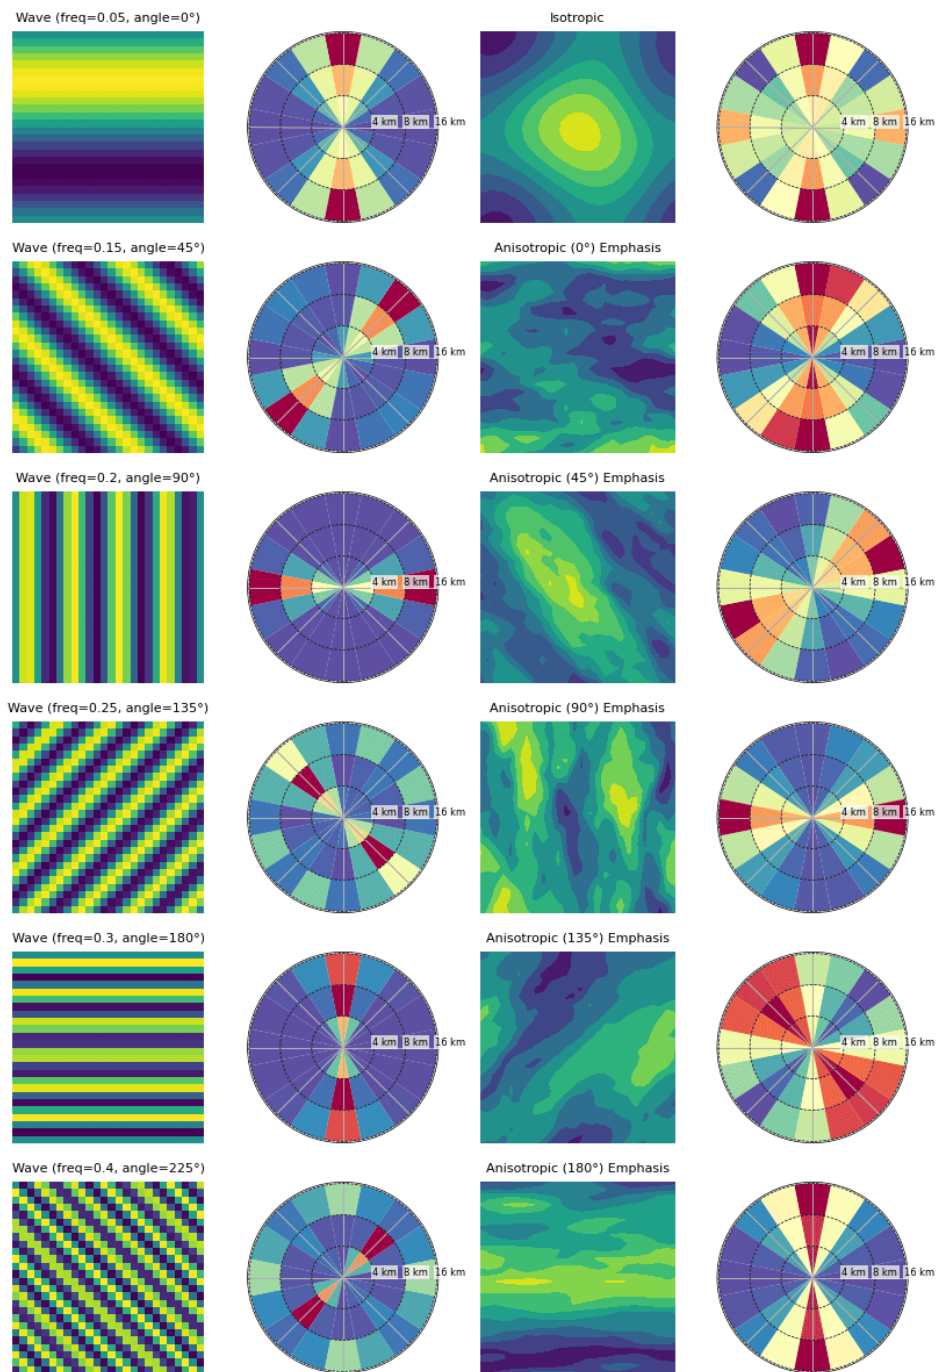 Wave (freq=0.05, angle=0°)
Isotropic
4 km 8 km 16 km
4 km 8 km 16 km
Wave (freq=0.15, angle=45°)
Anisotropic (0°) Emphasis
4 km 8 km 16 km
4 km 8 km 16 km
Wave (freq=0.2, angle=90°)
Anisotropic (45°) Emphasis
4 km 8 km 16 km
4 km 8 km 16 km
Wave (freq=0.25, angle=135°)
Anisotropic (90°) Emphasis
4 km 8 km 16 km
4 km 8 km 16 km
Wave (freq=0.3, angle=180°)
Anisotropic (135°) Emphasis
4 km 8 km 16 km
4 km 8 km 16 km
Wave (freq=0.4, angle=225°)
Anisotropic (180°) Emphasis
4 km 8 km 16 km
4 km 8 km 16 km